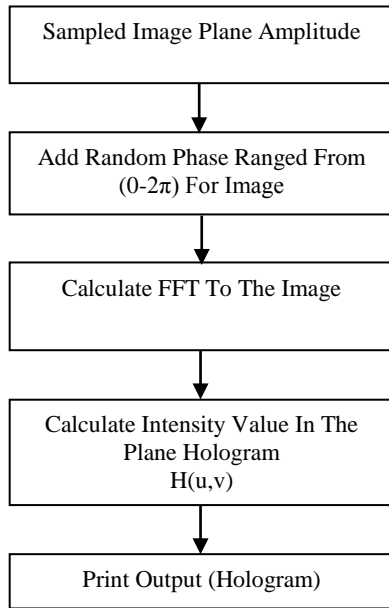 Sampled Image Plane Amplitude
Add Random Phase Ranged From
(0-2π) For Image
Calculate FFT To The Image
Calculate Intensity Value In The
Plane Hologram
H(u,v)
Print Output (Hologram)